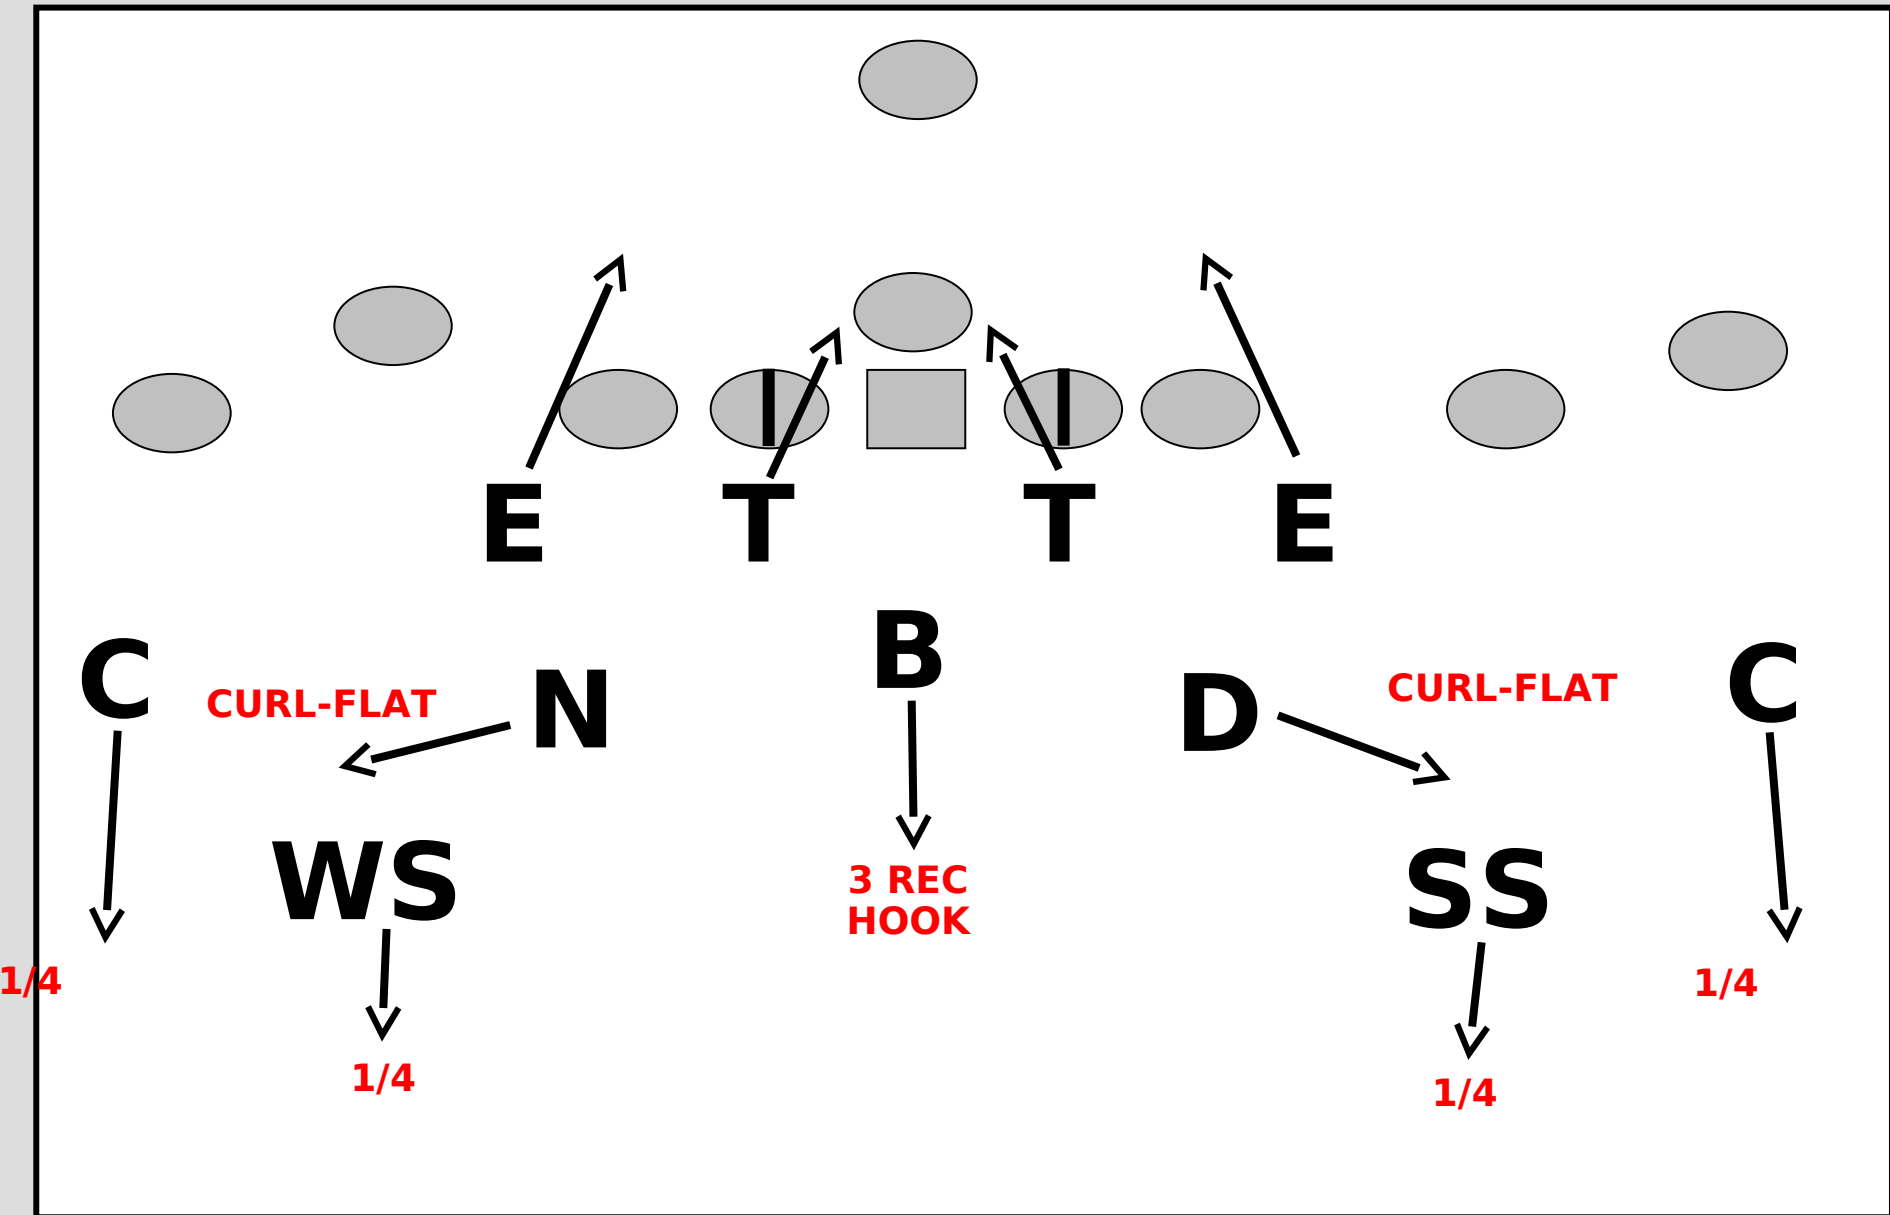 E T T E
B
C N D C
CURL-FLAT CURL-FLAT
WS SS
3 REC
HOOK
1/4 1/4
1/4 1/4